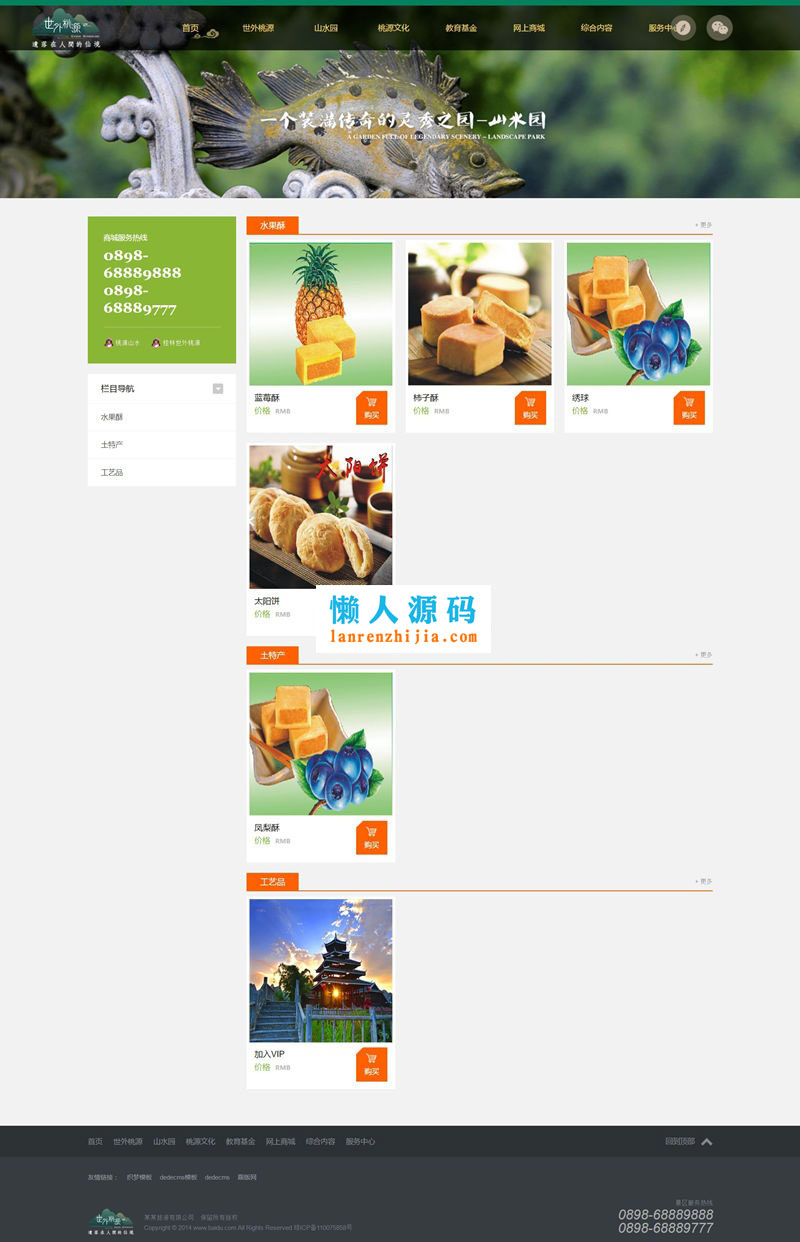 世外桃源
遗落在人間的仙境
首页 世外桃源 山水园 桃源文化 教育基金 网上商城 综合内容 服务中心
一个装满传奇的灵秀之园-山水园
A GARDEN FULL OF LEGENDARY SCENERY - LANDSCAPE PARK
商城服务热线
0898-
68889888
0898-
68889777
桃源山水 桂林世外桃源
栏目导航
水果酥
土特产
工艺品
水果酥 + 更多
蓝莓酥
价格 RMB
购买
柿子酥
价格 RMB
购买
绣球
价格 RMB
购买
太阳饼
太阳饼
价格 RMB
懒人源码
lanrenzhijia.com
土特产 + 更多
凤梨酥
价格 RMB
购买
工艺品 + 更多
加入VIP
价格 RMB
购买
首页 世外桃源 山水园 桃源文化 教育基金 网上商城 综合内容 服务中心 回到顶部
友情链接： 织梦模板 dedecms模板 dedecms
世外桃源
遗落在人間的仙境
某某旅游有限公司 保留所有版权
Copyright © 2014 www.baidu.com All Rights Reserved 琼ICP备110075858号
景区服务热线
0898-68889888
0898-68889777